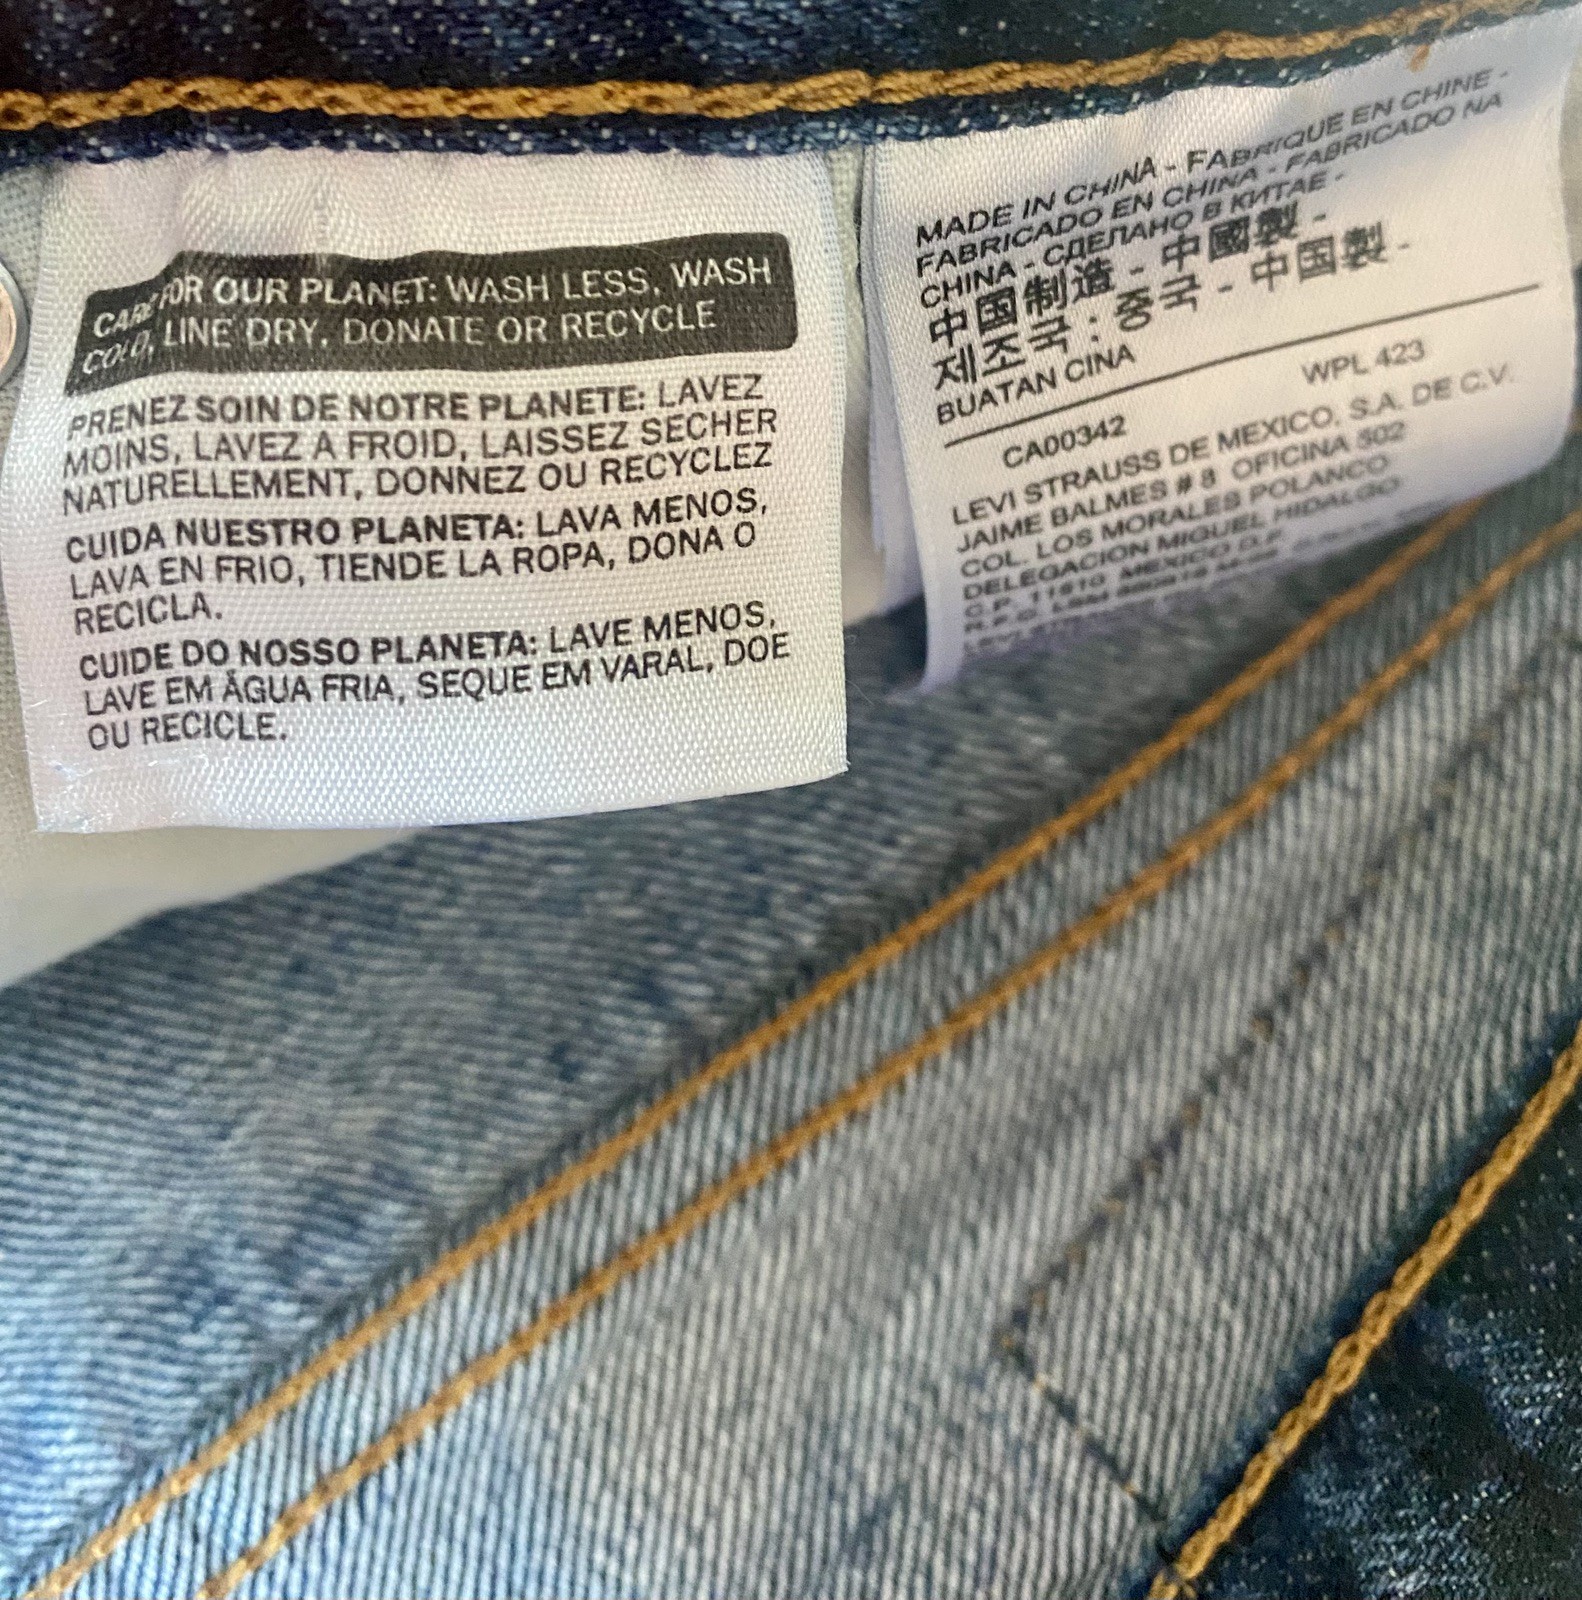 CARE FOR OUR PLANET: WASH LESS, WASH
COLD, LINE DRY, DONATE OR RECYCLE
PRENEZ SOIN DE NOTRE PLANETE: LAVEZ
MOINS, LAVEZ A FROID, LAISSEZ SECHER
NATURELLEMENT, DONNEZ OU RECYCLEZ
CUIDA NUESTRO PLANETA: LAVA MENOS,
LAVA EN FRIO, TIENDE LA ROPA, DONA O
RECICLA.
CUIDE DO NOSSO PLANETA: LAVE MENOS,
LAVE EM ÁGUA FRIA, SEQUE EM VARAL, DOE
OU RECICLE.
MADE IN CHINA - FABRIQUE EN CHINE -
FABRICADO EN CHINA - FABRICADO NA
CHINA - СДЕЛАНО В КИТАЕ -
中国制造 - 中國製 -
제조국 : 중국 - 中国製 -
BUATAN CINA
CA00342 WPL 423
LEVI STRAUSS DE MEXICO, S.A. DE C.V.
JAIME BALMES # 8 OFICINA 502
COL. LOS MORALES POLANCO
DELEGACION MIGUEL HIDALGO
C.P. 11510 MEXICO D.F.
R.F.C.